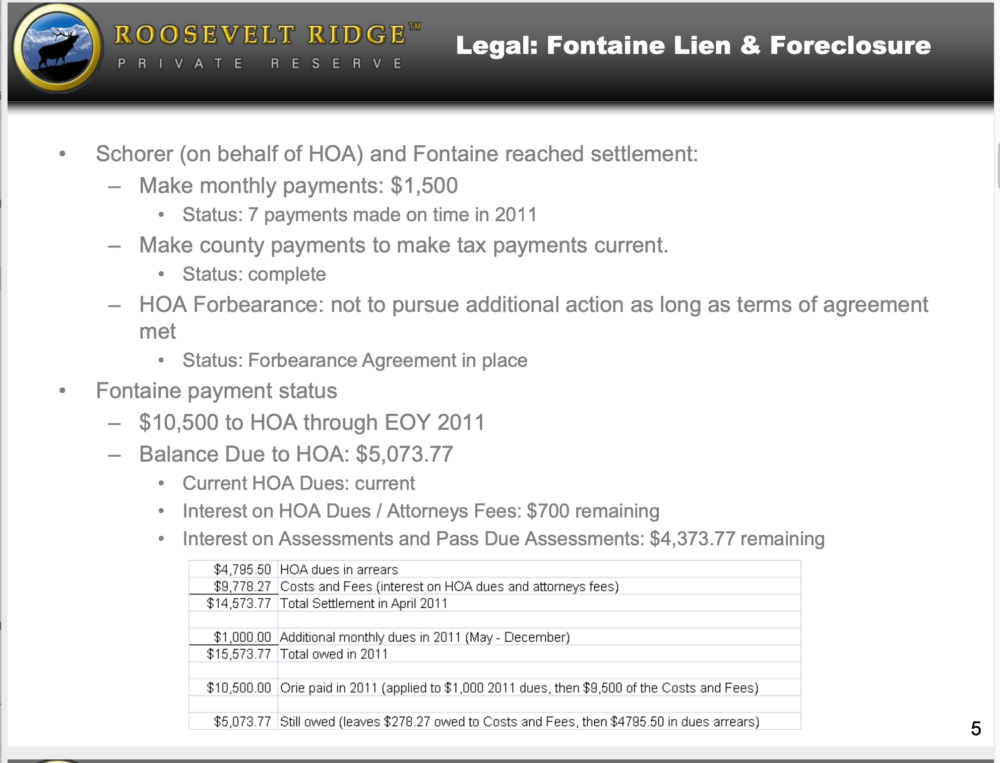 ROOSEVELT RIDGE™
PRIVATE RESERVE
Legal: Fontaine Lien & Foreclosure
• Schorer (on behalf of HOA) and Fontaine reached settlement:
– Make monthly payments: $1,500
• Status: 7 payments made on time in 2011
– Make county payments to make tax payments current.
• Status: complete
– HOA Forbearance: not to pursue additional action as long as terms of agreement
met
• Status: Forbearance Agreement in place
• Fontaine payment status
– $10,500 to HOA through EOY 2011
– Balance Due to HOA: $5,073.77
• Current HOA Dues: current
• Interest on HOA Dues / Attorneys Fees: $700 remaining
• Interest on Assessments and Pass Due Assessments: $4,373.77 remaining
$4,795.50 HOA dues in arrears
$9,778.27 Costs and Fees (interest on HOA dues and attorneys fees)
$14,573.77 Total Settlement in April 2011
$1,000.00 Additional monthly dues in 2011 (May - December)
$15,573.77 Total owed in 2011
$10,500.00 Orie paid in 2011 (applied to $1,000 2011 dues, then $9,500 of the Costs and Fees)
$5,073.77 Still owed (leaves $278.27 owed to Costs and Fees, then $4795.50 in dues arrears)
5